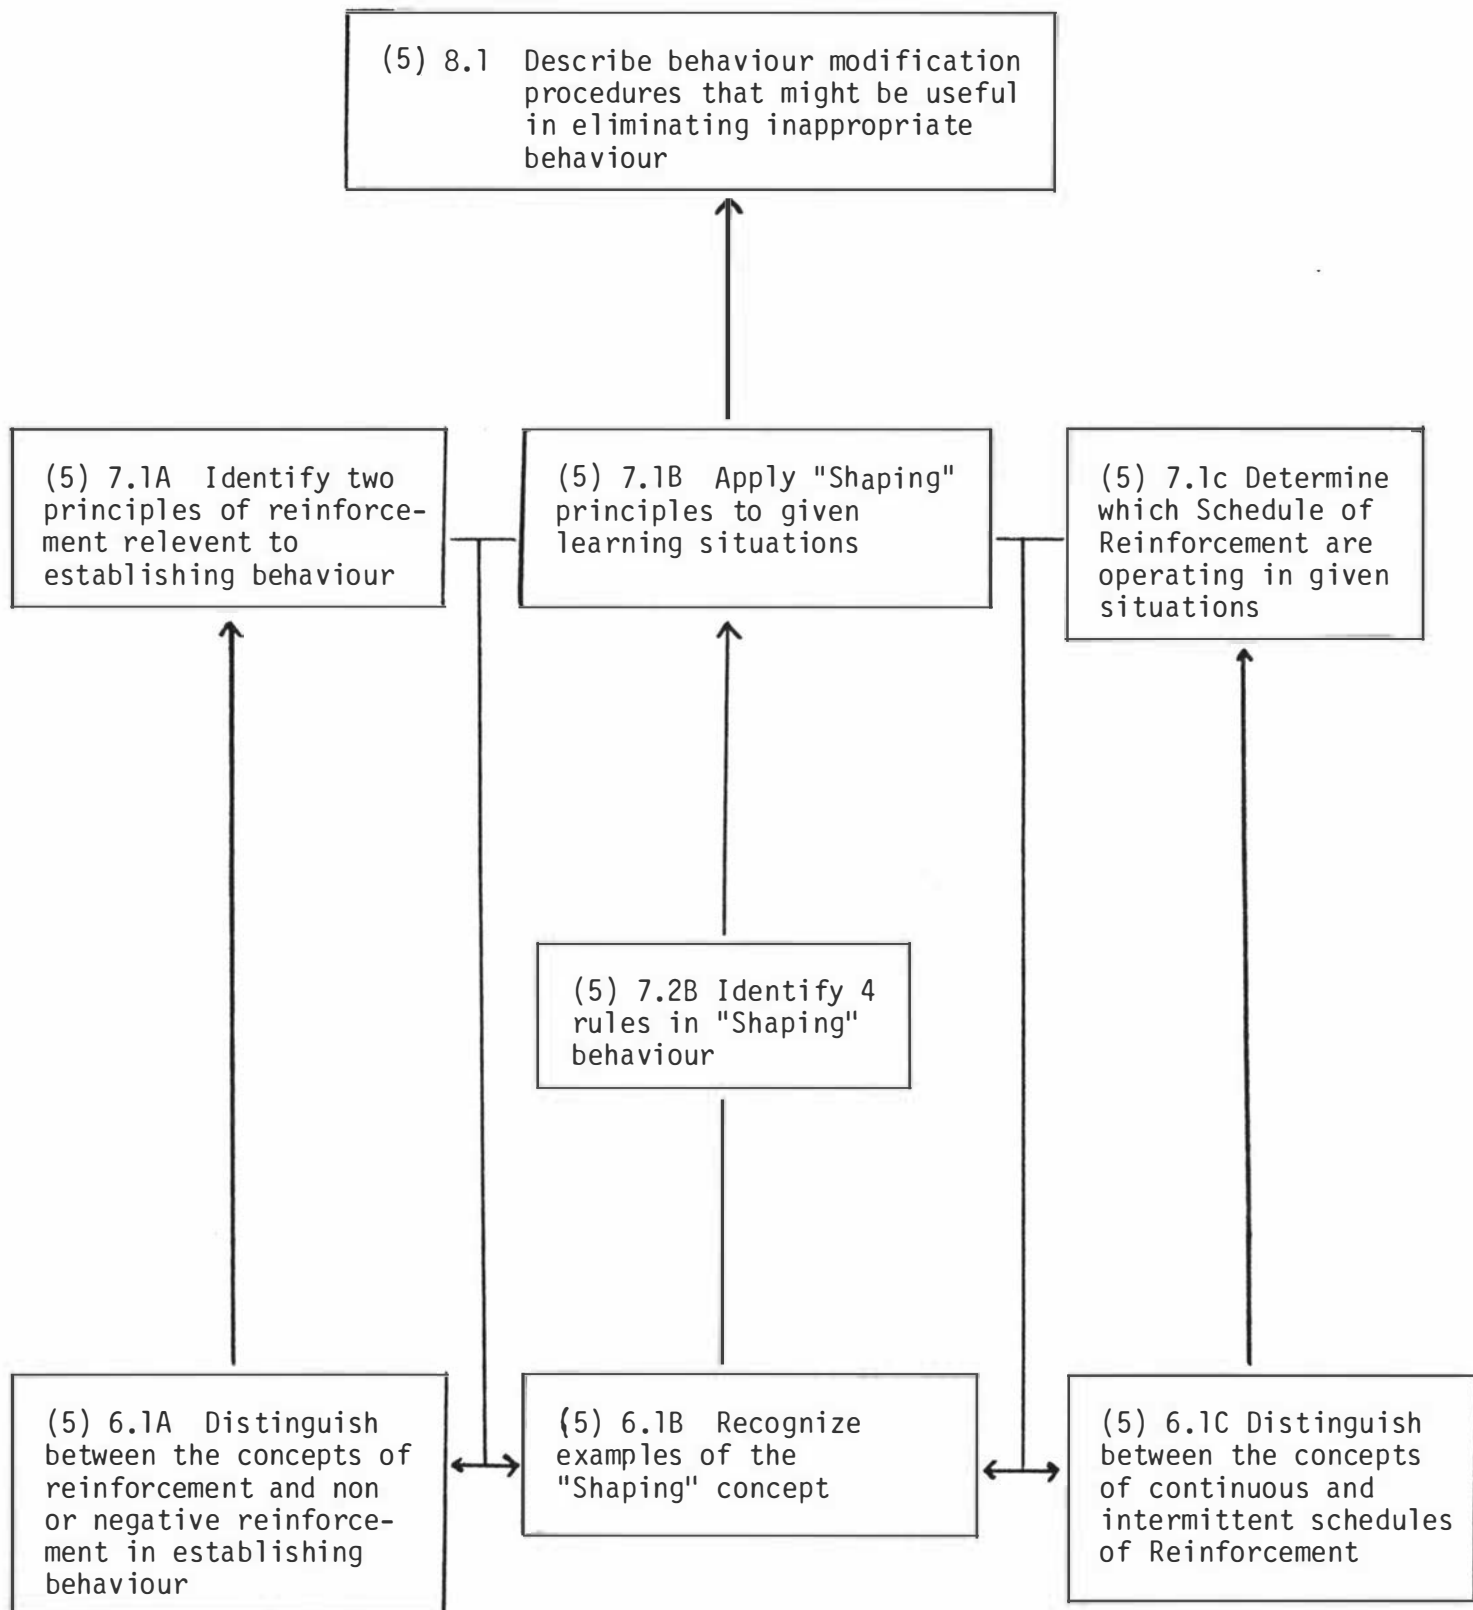 (5) 8.1 Describe behaviour modification
procedures that might be useful
in eliminating inappropriate
behaviour
(5) 7.1A Identify two
principles of reinforce-
ment relevent to
establishing behaviour
(5) 7.1B Apply "Shaping"
principles to given
learning situations
(5) 7.1c Determine
which Schedule of
Reinforcement are
operating in given
situations
(5) 7.2B Identify 4
rules in "Shaping"
behaviour
(5) 6.1A Distinguish
between the concepts of
reinforcement and non
or negative reinforce-
ment in establishing
behaviour
(5) 6.1B Recognize
examples of the
"Shaping" concept
(5) 6.1C Distinguish
between the concepts
of continuous and
intermittent schedules
of Reinforcement